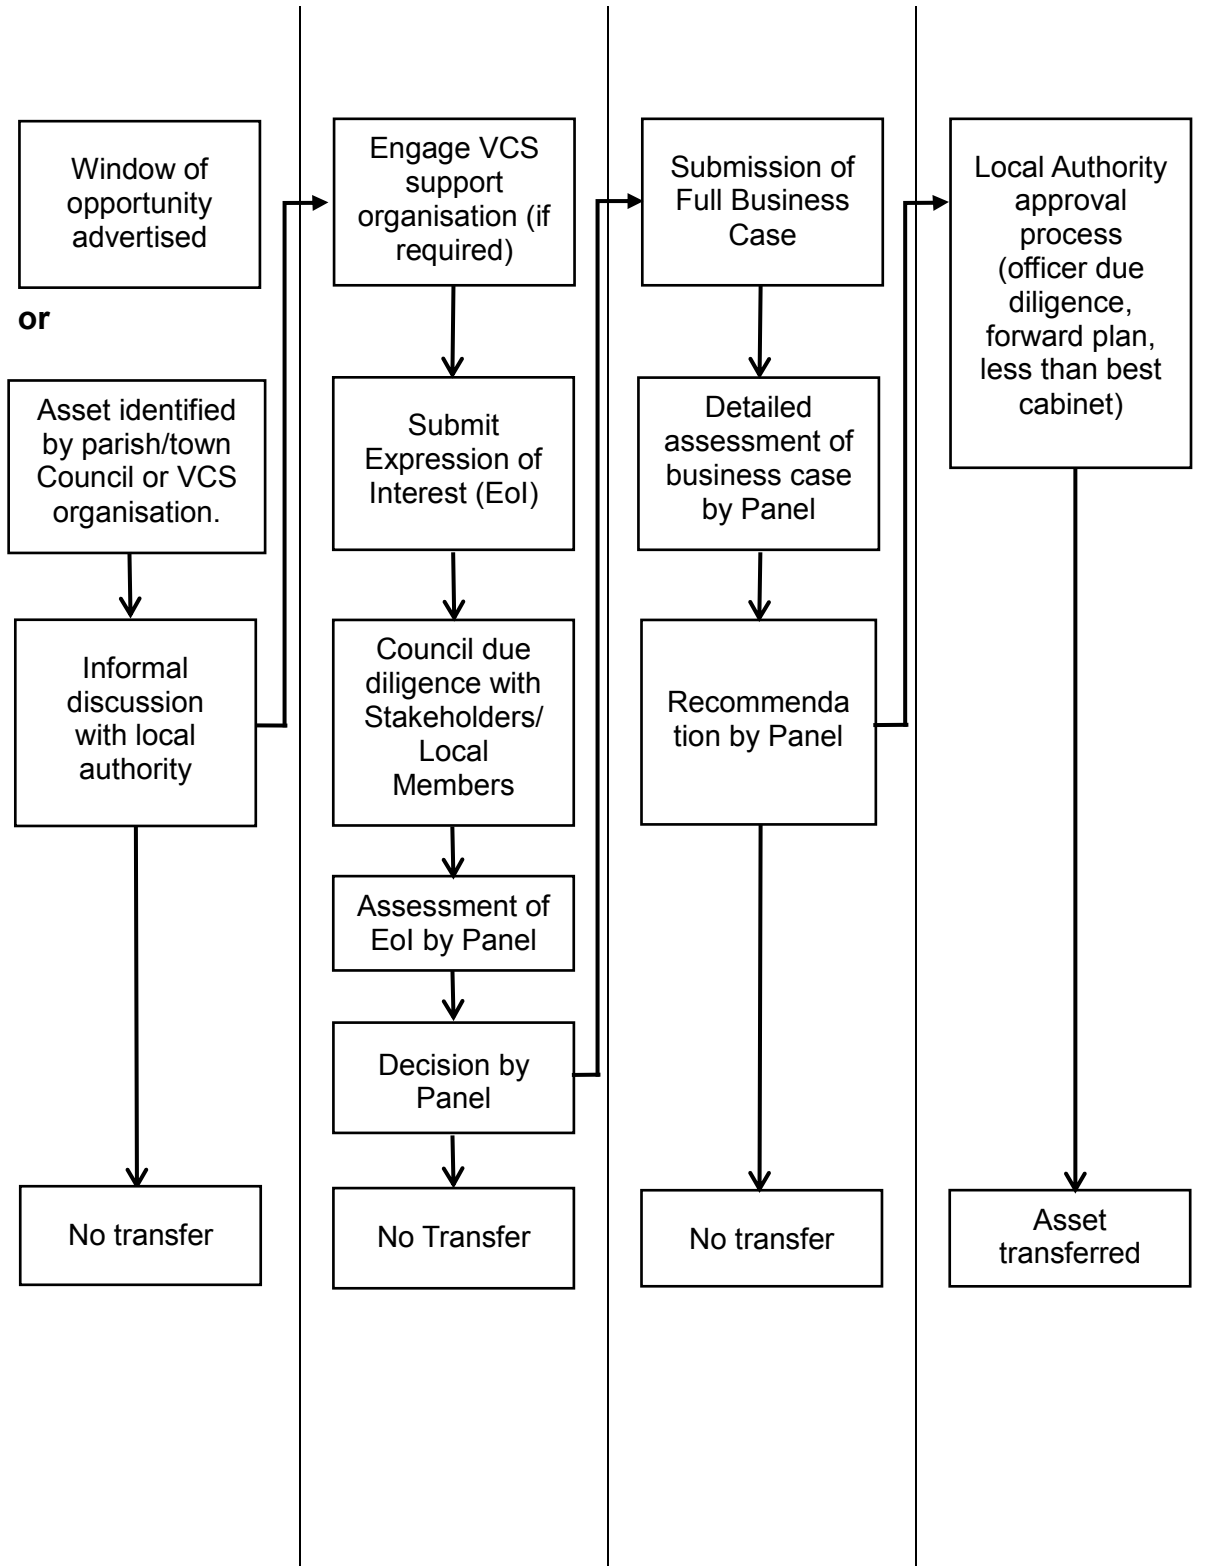 Window of
opportunity
advertised
or
Asset identified
by parish/town
Council or VCS
organisation.
Informal
discussion
with local
authority
No transfer
Engage VCS
support
organisation (if
required)
Submit
Expression of
Interest (EoI)
Council due
diligence with
Stakeholders/
Local
Members
Assessment of
EoI by Panel
Decision by
Panel
No Transfer
Submission of
Full Business
Case
Detailed
assessment of
business case
by Panel
Recommenda
tion by Panel
No transfer
Local Authority
approval
process
(officer due
diligence,
forward plan,
less than best
cabinet)
Asset
transferred